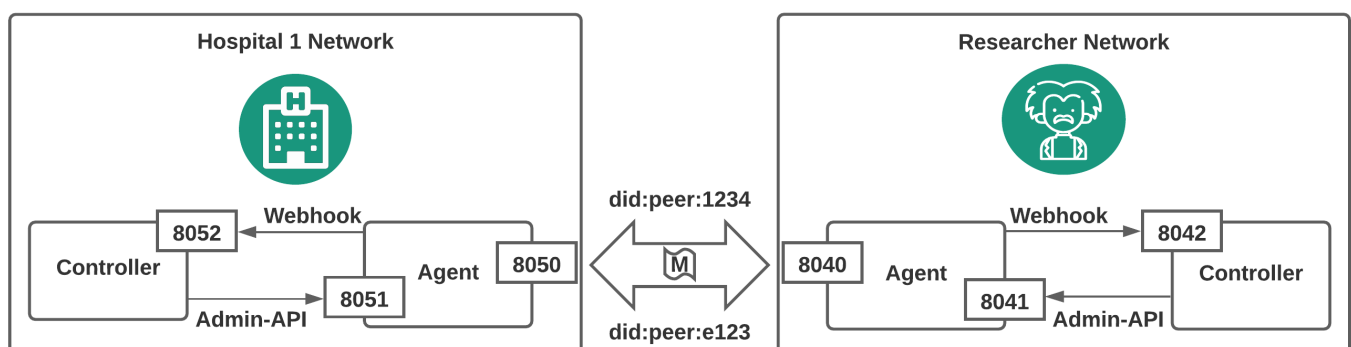 Hospital 1 Network
Researcher Network
H
did:peer:1234
Webhook
8052
Controller
Agent
8050
8051
Admin-API
M
did:peer:e123
Webhook
8042
8040
Agent
Controller
8041
Admin-API